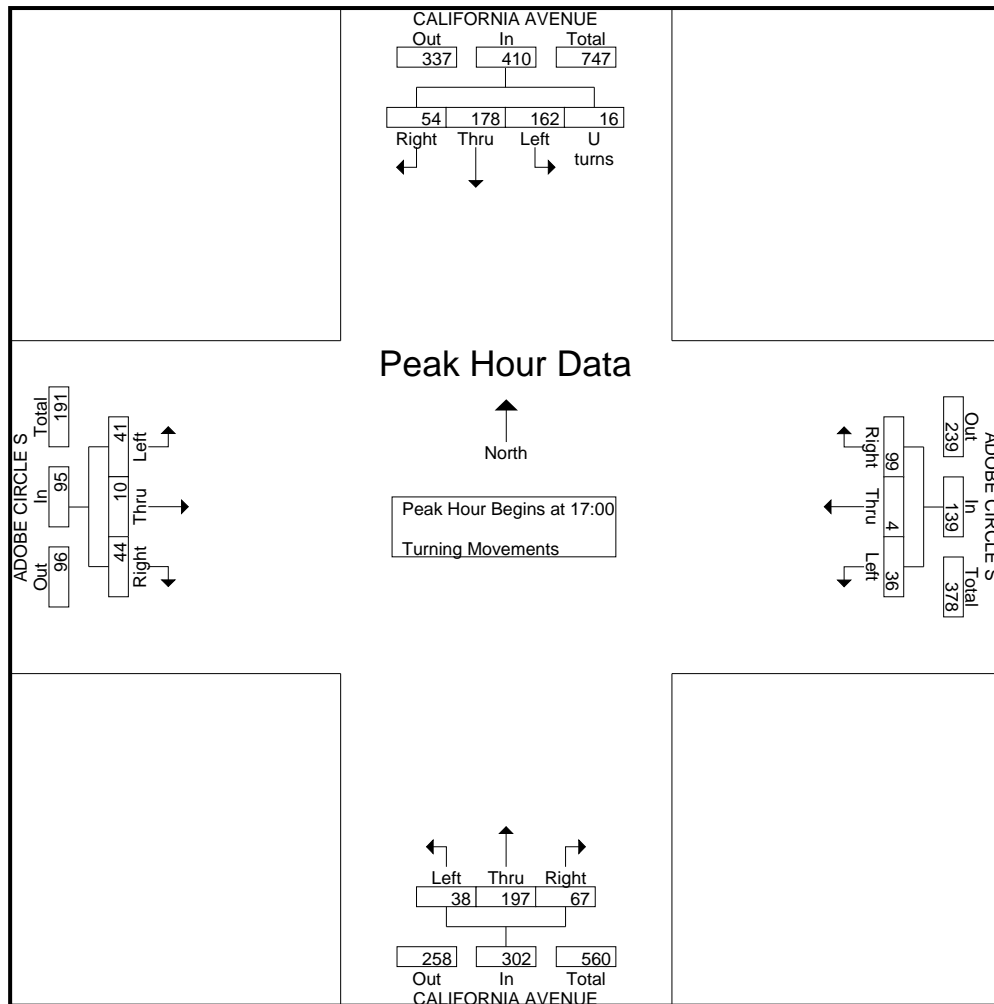 CALIFORNIA AVENUE
Out In Total
337 410 747
54 178 162 16
Right Thru Left U
turns
Peak Hour Data
North
Peak Hour Begins at 17:00
Turning Movements
ADOBE CIRCLE S
Out In Total
96 95 191
Left Thru Right
41 10 44
ADOBE CIRCLE S
Out In Total
239 139 378
99 4 36
Right Thru Left
Left Thru Right
38 197 67
258 302 560
Out In Total
CALIFORNIA AVENUE